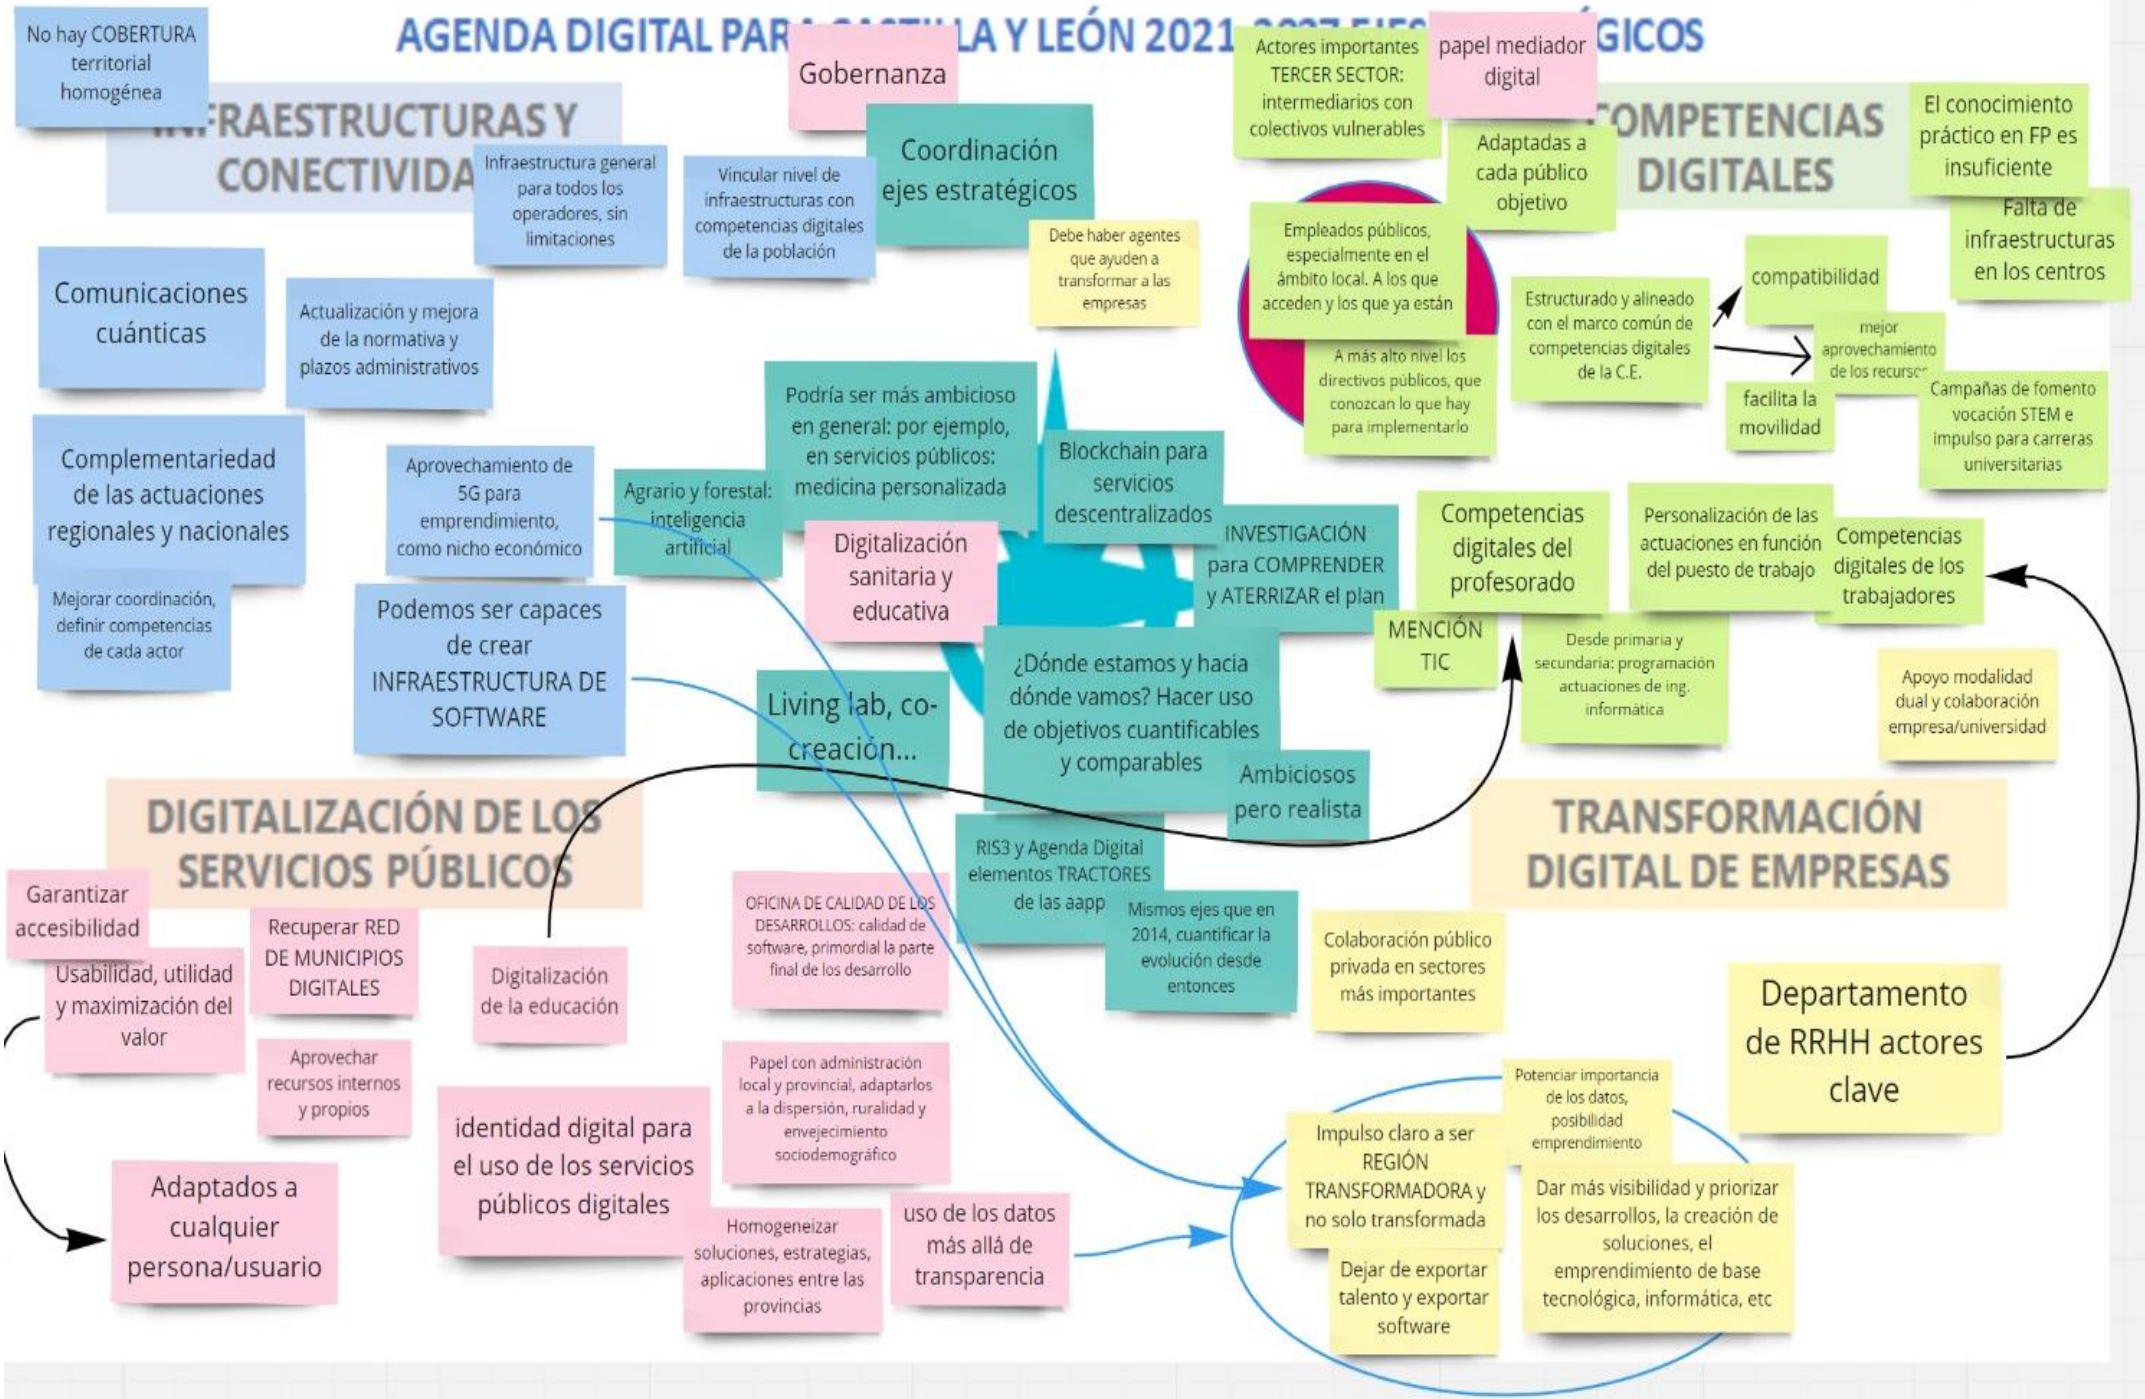 No hay COBERTURA
territorial
homogénea
AGENDA DIGITAL PARA CASTILLA Y LEÓN 2021-2027 EJES
GICOS
Gobernanza
Actores importantes
TERCER SECTOR:
intermediarios con
colectivos vulnerables
papel mediador
digital
INFRAESTRUCTURAS Y
CONECTIVIDA
Infraestructura general
para todos los
operadores, sin
limitaciones
Vincular nivel de
infraestructuras con
competencias digitales
de la población
Coordinación
ejes estratégicos
Debe haber agentes
que ayuden a
transformar a las
empresas
Adaptadas a
cada público
objetivo
COMPETENCIAS
DIGITALES
El conocimiento
práctico en FP es
insuficiente
Falta de
infraestructuras
en los centros
Empleados públicos,
especialmente en el
ámbito local. A los que
acceden y los que ya están
A más alto nivel los
directivos públicos, que
conozcan lo que hay
para implementarlo
Estructurado y alineado
con el marco común de
competencias digitales
de la C.E.
compatibilidad
mejor
aprovechamiento
de los recursos
facilita la
movilidad
Campañas de fomento
vocación STEM e
impulso para carreras
universitarias
Comunicaciones
cuánticas
Actualización y mejora
de la normativa y
plazos administrativos
Complementariedad
de las actuaciones
regionales y nacionales
Mejorar coordinación,
definir competencias
de cada actor
Aprovechamiento de
5G para
emprendimiento,
como nicho económico
Podemos ser capaces
de crear
INFRAESTRUCTURA DE
SOFTWARE
Agrario y forestal:
inteligencia
artificial
Podría ser más ambicioso
en general: por ejemplo,
en servicios públicos:
medicina personalizada
Digitalización
sanitaria y
educativa
Blockchain para
servicios
descentralizados
INVESTIGACIÓN
para COMPRENDER
y ATERRIZAR el plan
Living lab, co-
creación...
¿Dónde estamos y hacia
dónde vamos? Hacer uso
de objetivos cuantificables
y comparables
Ambiciosos
pero realista
Competencias
digitales del
profesorado
MENCIÓN
TIC
Desde primaria y
secundaria: programación
actuaciones de ing.
informática
Personalización de las
actuaciones en función
del puesto de trabajo
Competencias
digitales de los
trabajadores
Apoyo modalidad
dual y colaboración
empresa/universidad
DIGITALIZACIÓN DE LOS
SERVICIOS PÚBLICOS
Garantizar
accesibilidad
Usabilidad, utilidad
y maximización del
valor
Recuperar RED
DE MUNICIPIOS
DIGITALES
Aprovechar
recursos internos
y propios
Adaptados a
cualquier
persona/usuario
Digitalización
de la educación
identidad digital para
el uso de los servicios
públicos digitales
OFICINA DE CALIDAD DE LOS
DESARROLLOS: calidad de
software, primordial la parte
final de los desarrollo
Papel con administración
local y provincial, adaptarlos
a la dispersión, ruralidad y
envejecimiento
sociodemográfico
Homogeneizar
soluciones, estrategias,
aplicaciones entre las
provincias
uso de los datos
más allá de
transparencia
RIS3 y Agenda Digital
elementos TRACTORES
de las aapp
Mismos ejes que en
2014, cuantificar la
evolución desde
entonces
TRANSFORMACIÓN
DIGITAL DE EMPRESAS
Colaboración público
privada en sectores
más importantes
Departamento
de RRHH actores
clave
Potenciar importancia
de los datos,
posibilidad
emprendimiento
Impulso claro a ser
REGIÓN
TRANSFORMADORA y
no solo transformada
Dejar de exportar
talento y exportar
software
Dar más visibilidad y priorizar
los desarrollos, la creación de
soluciones, el
emprendimiento de base
tecnológica, informática, etc